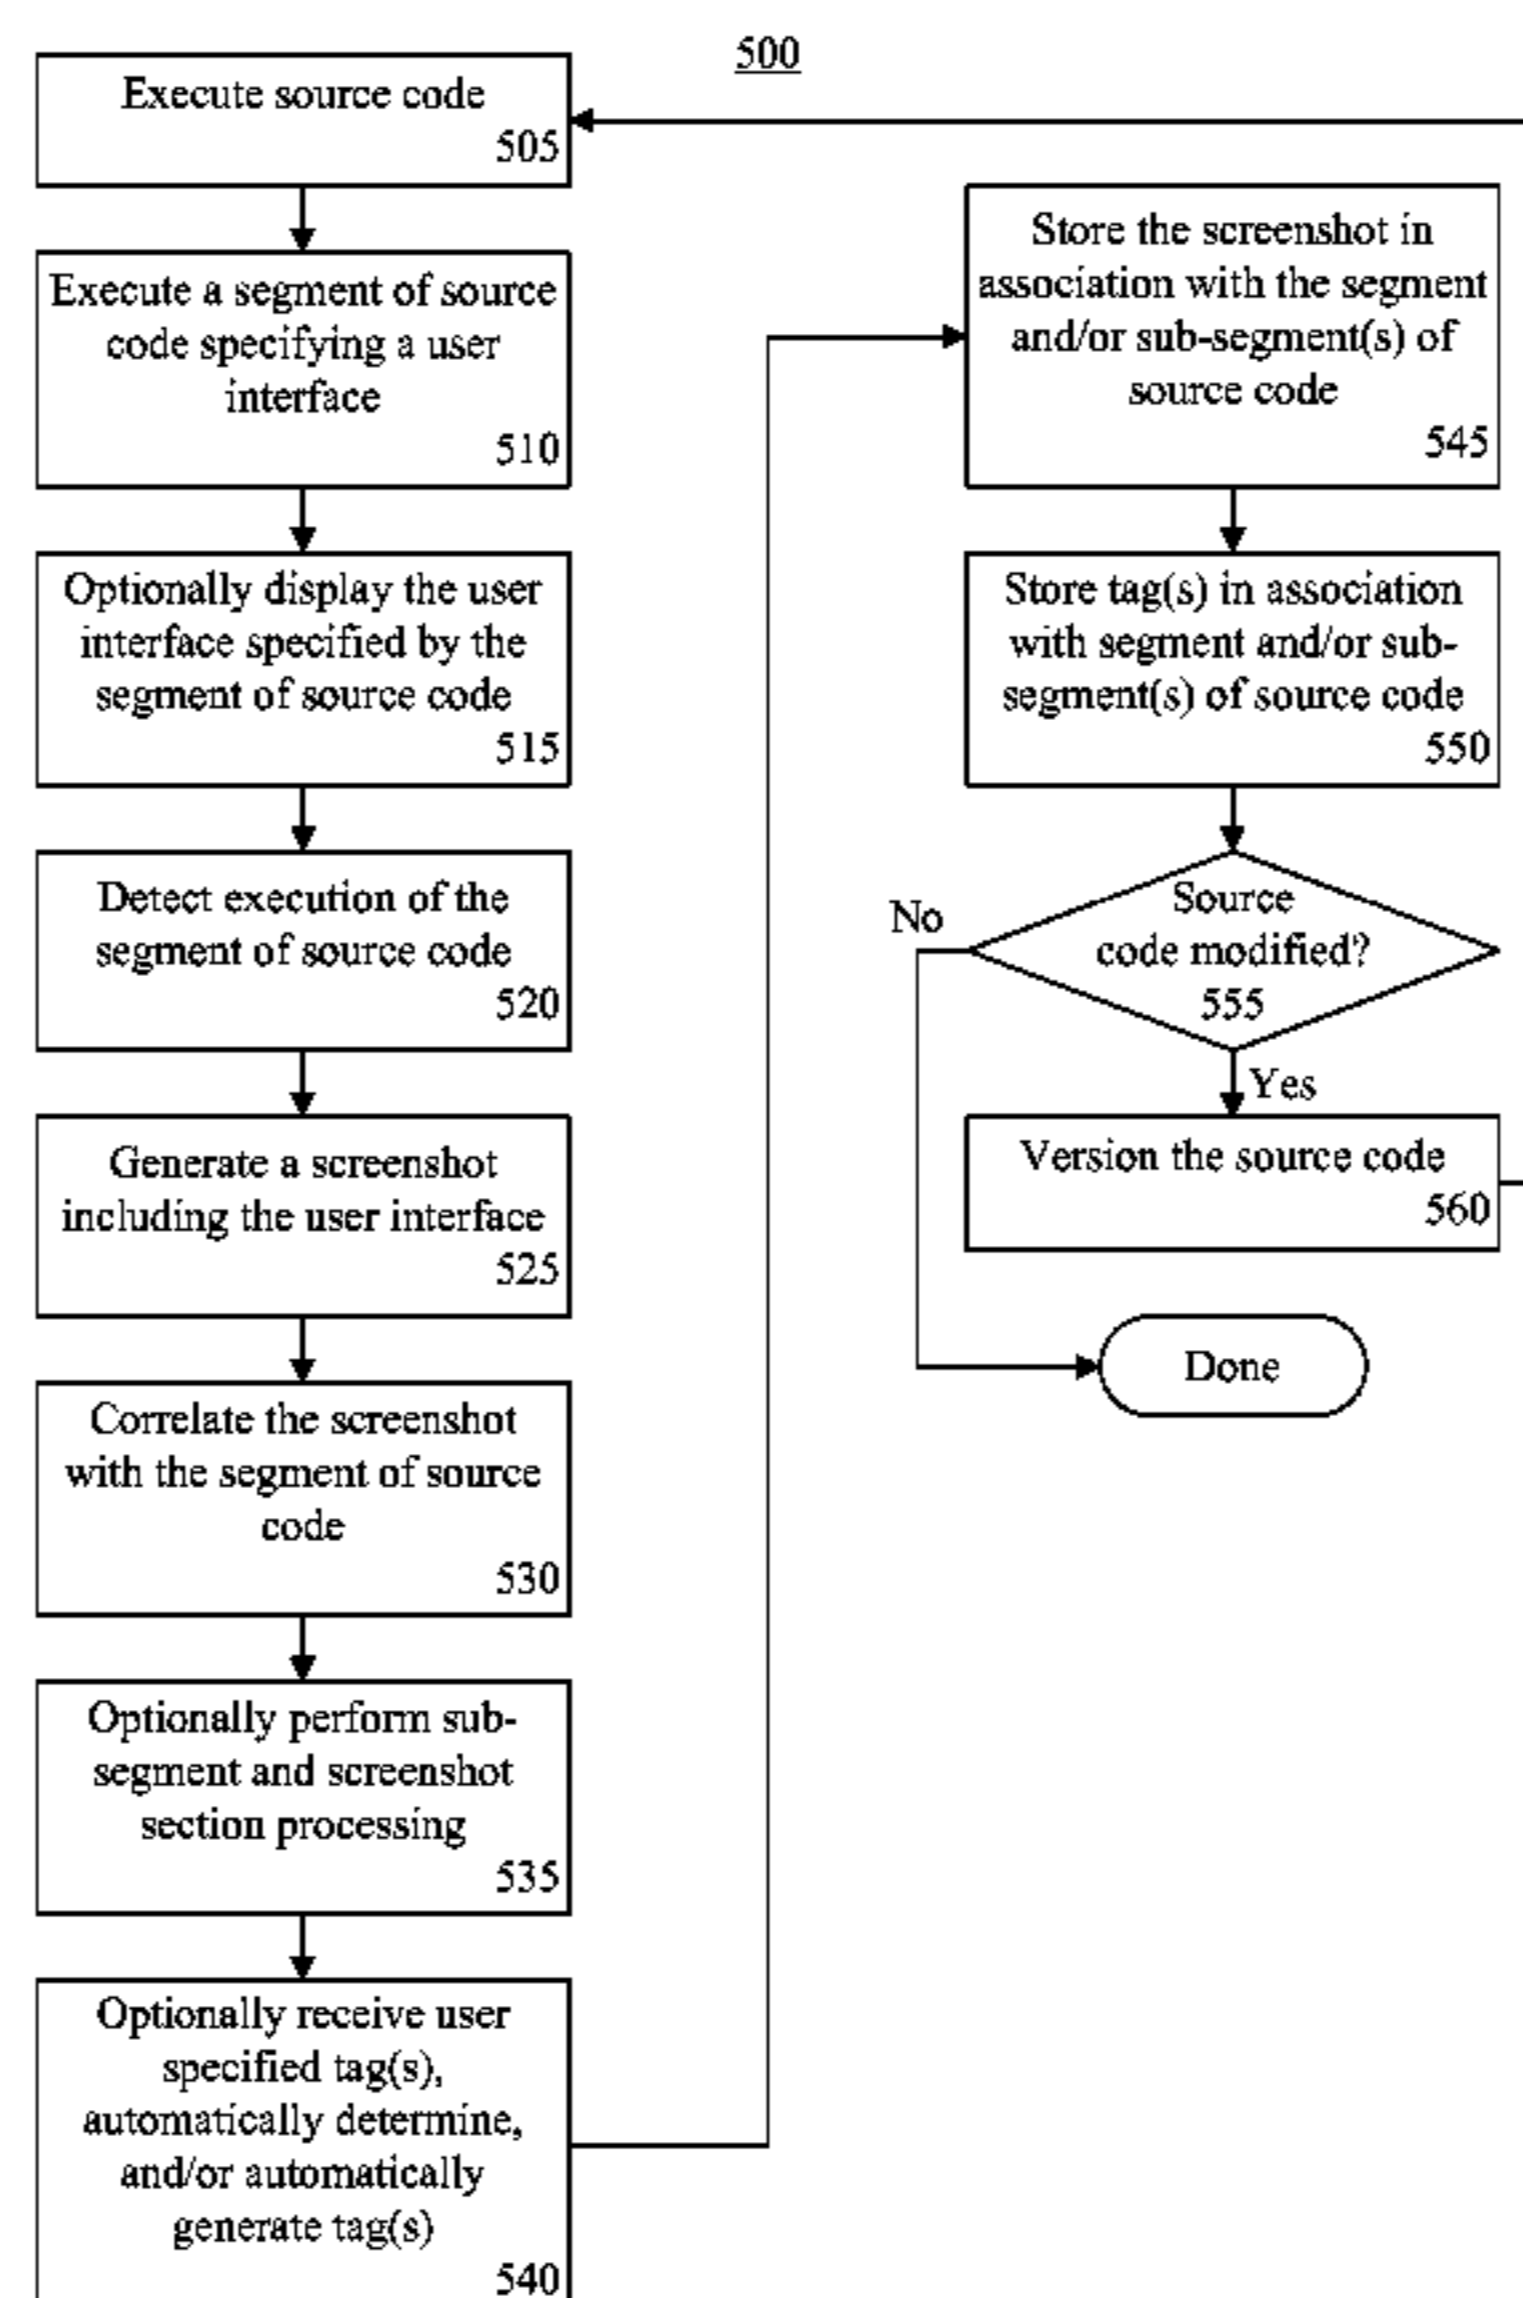 500
Execute source code
505
Execute a segment of source
code specifying a user
interface
510
Optionally display the user
interface specified by the
segment of source code
515
Detect execution of the
segment of source code
520
Generate a screenshot
including the user interface
525
Correlate the screenshot
with the segment of source
code
530
Optionally perform sub-
segment and screenshot
section processing
535
Optionally receive user
specified tag(s),
automatically determine,
and/or automatically
generate tag(s)
540
Store the screenshot in
association with the segment
and/or sub-segment(s) of
source code
545
Store tag(s) in association
with segment and/or sub-
segment(s) of source code
550
Source
code modified?
555
No
Yes
Version the source code
560
Done